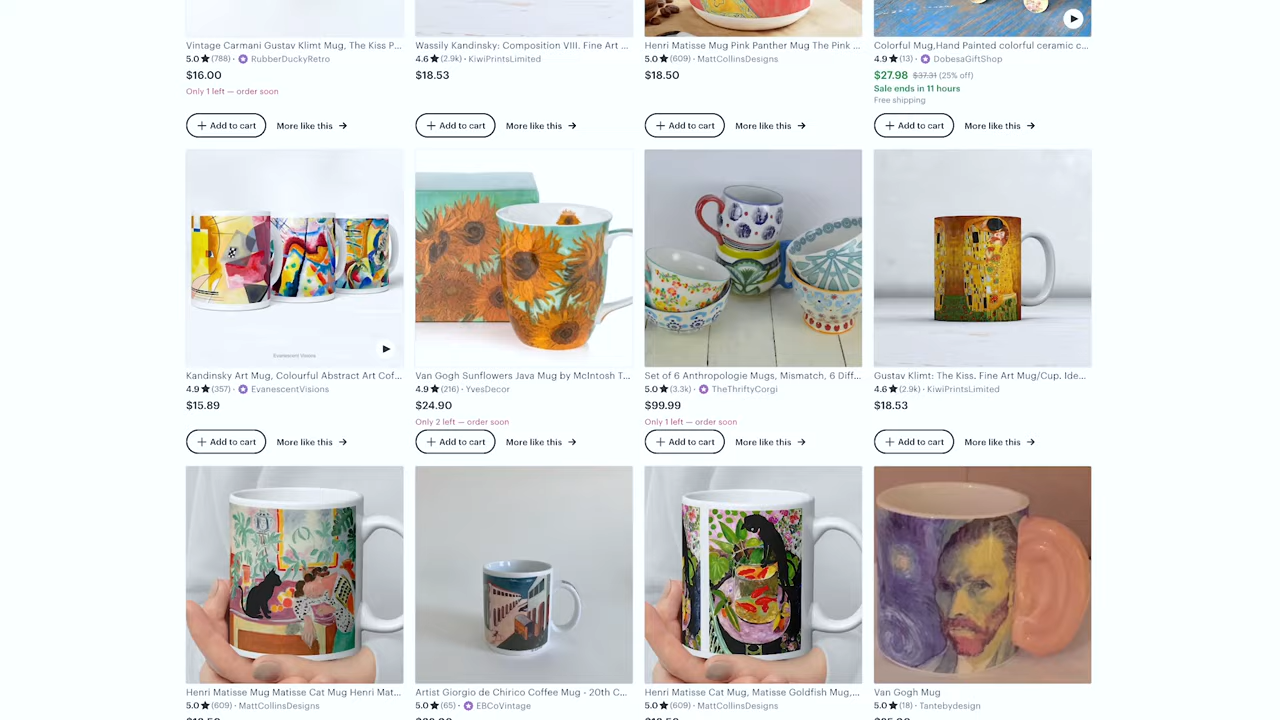 Vintage Carmani Gustav Klimt Mug, The Kiss P...
5.0 ★ (788) · RubberDuckyRetro
$16.00
Only 1 left — order soon
+ Add to cart More like this →
Wassily Kandinsky: Composition VIII. Fine Art ...
4.6 ★ (2.9k) · KiwiPrintsLimited
$18.53
+ Add to cart More like this →
Henri Matisse Mug Pink Panther Mug The Pink ...
5.0 ★ (609) · MattCollinsDesigns
$18.50
+ Add to cart More like this →
Colorful Mug,Hand Painted colorful ceramic c...
4.9 ★ (13) · DobesaGiftShop
$27.98 $37.31 (25% off)
Sale ends in 11 hours
Free shipping
+ Add to cart More like this →
Evanescent Visions
Kandinsky Art Mug, Colourful Abstract Art Cof...
4.9 ★ (357) · EvanescentVisions
$15.89
+ Add to cart More like this →
Van Gogh Sunflowers Java Mug by McIntosh T...
4.9 ★ (216) · YvesDecor
$24.90
Only 2 left — order soon
+ Add to cart More like this →
Set of 6 Anthropologie Mugs, Mismatch, 6 Diff...
5.0 ★ (3.3k) · TheThriftyCorgi
$99.99
Only 1 left — order soon
+ Add to cart More like this →
Gustav Klimt: The Kiss. Fine Art Mug/Cup. Ide...
4.6 ★ (2.9k) · KiwiPrintsLimited
$18.53
+ Add to cart More like this →
Henri Matisse Mug Matisse Cat Mug Henri Mat...
5.0 ★ (609) · MattCollinsDesigns
Artist Giorgio de Chirico Coffee Mug - 20th C...
5.0 ★ (65) · EBCoVintage
Henri Matisse Cat Mug, Matisse Goldfish Mug,...
5.0 ★ (609) · MattCollinsDesigns
Van Gogh Mug
5.0 ★ (18) · Tantebydesign